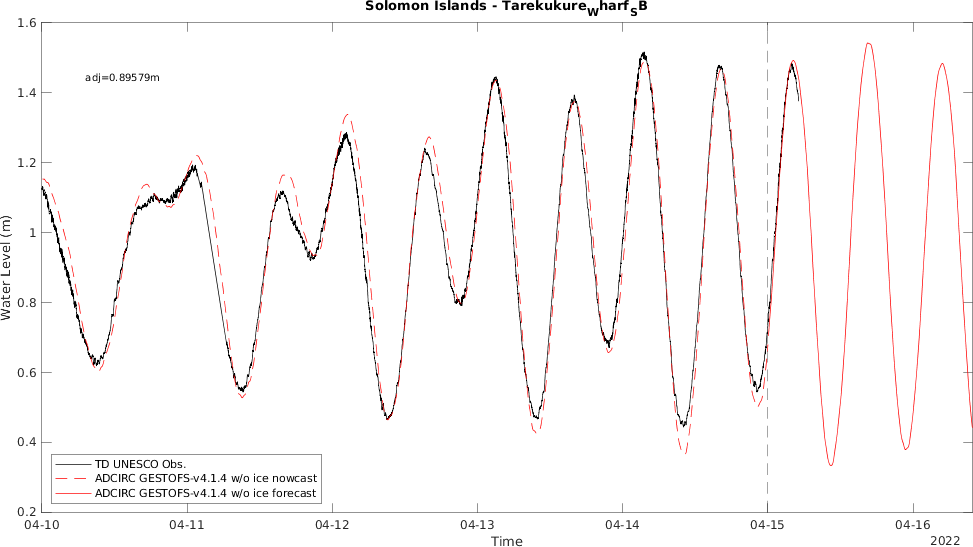 Solomon Islands - TarekukureWharfSB
1.6
adj=0.89579m
1.4
1.2
1
0.8
0.6
0.4
0.2
Water Level (m)
TD UNESCO Obs.
ADCIRC GESTOFS-v4.1.4 w/o ice nowcast
ADCIRC GESTOFS-v4.1.4 w/o ice forecast
04-10 04-11 04-12 04-13 04-14 04-15 04-16
Time
2022